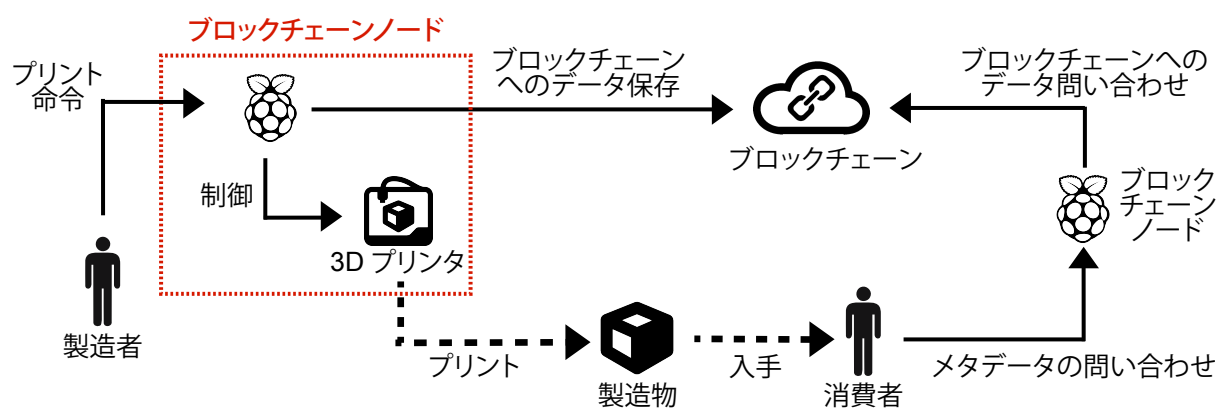 ブロックチェーンノード
プリント
命令
ブロックチェーン
へのデータ保存
ブロックチェーンへの
データ問い合わせ
ブロックチェーン
制御
ブロック
チェーン
ノード
3D プリンタ
製造者
プリント
製造物
入手
消費者
メタデータの問い合わせ